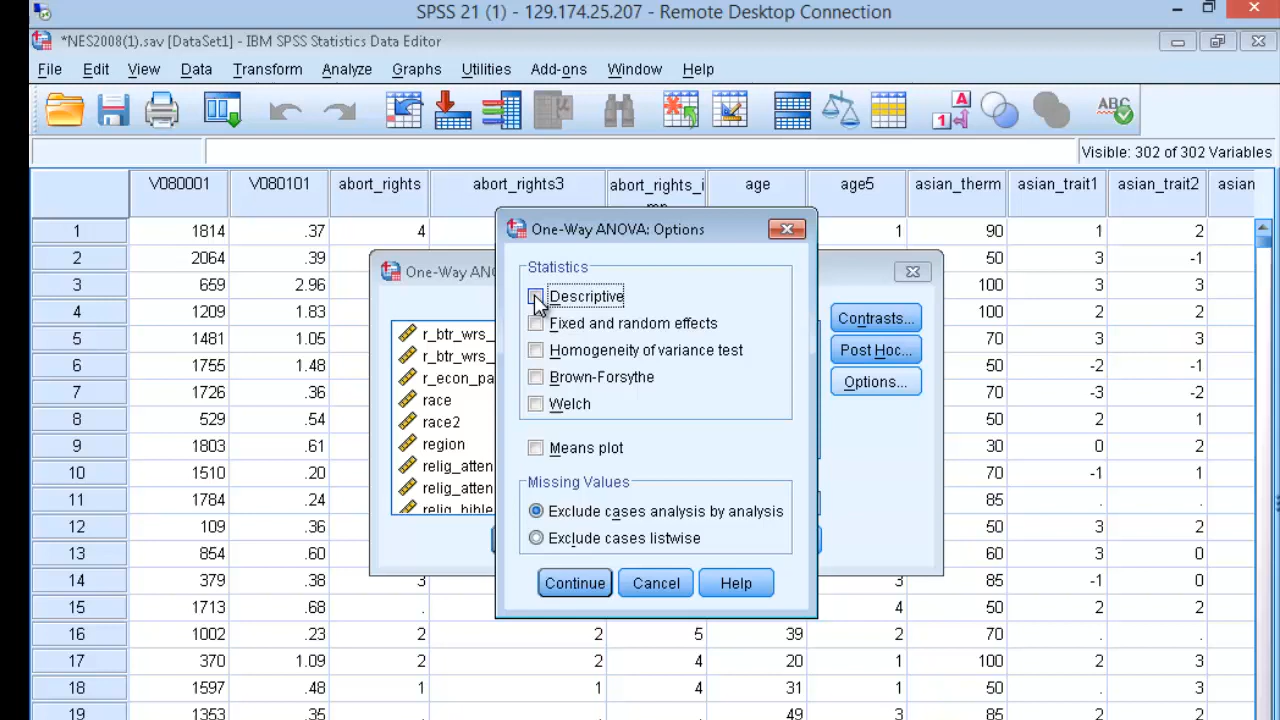 SPSS 21 (1) - 129.174.25.207 - Remote Desktop Connection
*NES2008(1).sav [DataSet1] - IBM SPSS Statistics Data Editor
File Edit View Data Transform Analyze Graphs Utilities Add-ons Window Help
A
1
ABC
Visible: 302 of 302 Variables
V080001 V080101 abort_rights abort_rights3 abort_rights_i age age5 asian_therm asian_trait1 asian_trait2 asian
1 1814 .37 4 1 90 1 2
2 2064 .39 50 3 -1
3 659 2.96 100 3 3
4 1209 1.83 100 2 2
5 1481 1.05 70 3 3
6 1755 1.48 50 -2 -1
7 1726 .36 70 -3 -2
8 529 .54 50 2 1
9 1803 .61 30 0 2
10 1510 .20 70 -1 1
11 1784 .24 85 . .
12 109 .36 50 3 2
13 854 .60 60 3 0
14 379 .38 3 3 85 -1 0
15 1713 .68 . 4 50 2 2
16 1002 .23 2 2 5 39 2 70 . .
17 370 1.09 2 2 4 20 1 100 2 3
18 1597 .48 1 1 4 31 1 50 . 3
19 1353 .35 49 3 85 2 3
One-Way ANO
r_btr_wrs_
r_btr_wrs_
r_econ_pa
race
race2
region
relig_atten
relig_atten
relig_bible
Contrasts...
Post Hoc...
Options...
One-Way ANOVA: Options
Statistics
Descriptive
Fixed and random effects
Homogeneity of variance test
Brown-Forsythe
Welch
Means plot
Missing Values
Exclude cases analysis by analysis
Exclude cases listwise
Continue Cancel Help